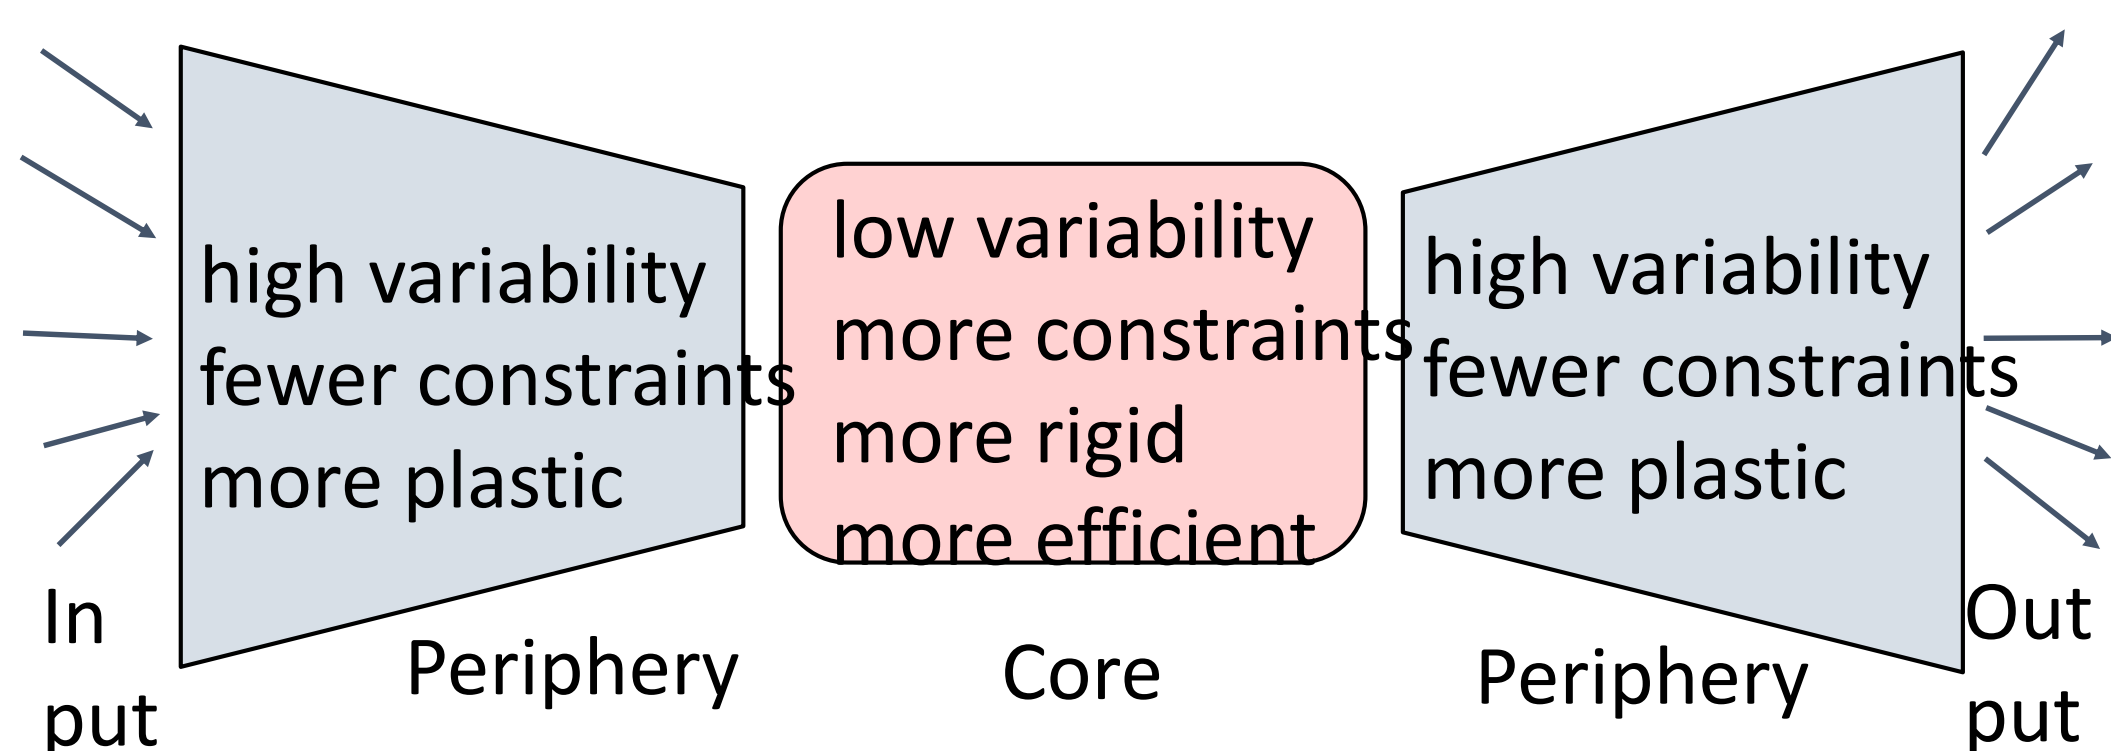 high variability
fewer constraints
more plastic
low variability
more constraints
more rigid
more efficient
high variability
fewer constraints
more plastic
In
put
Periphery
Core
Periphery
Out
put